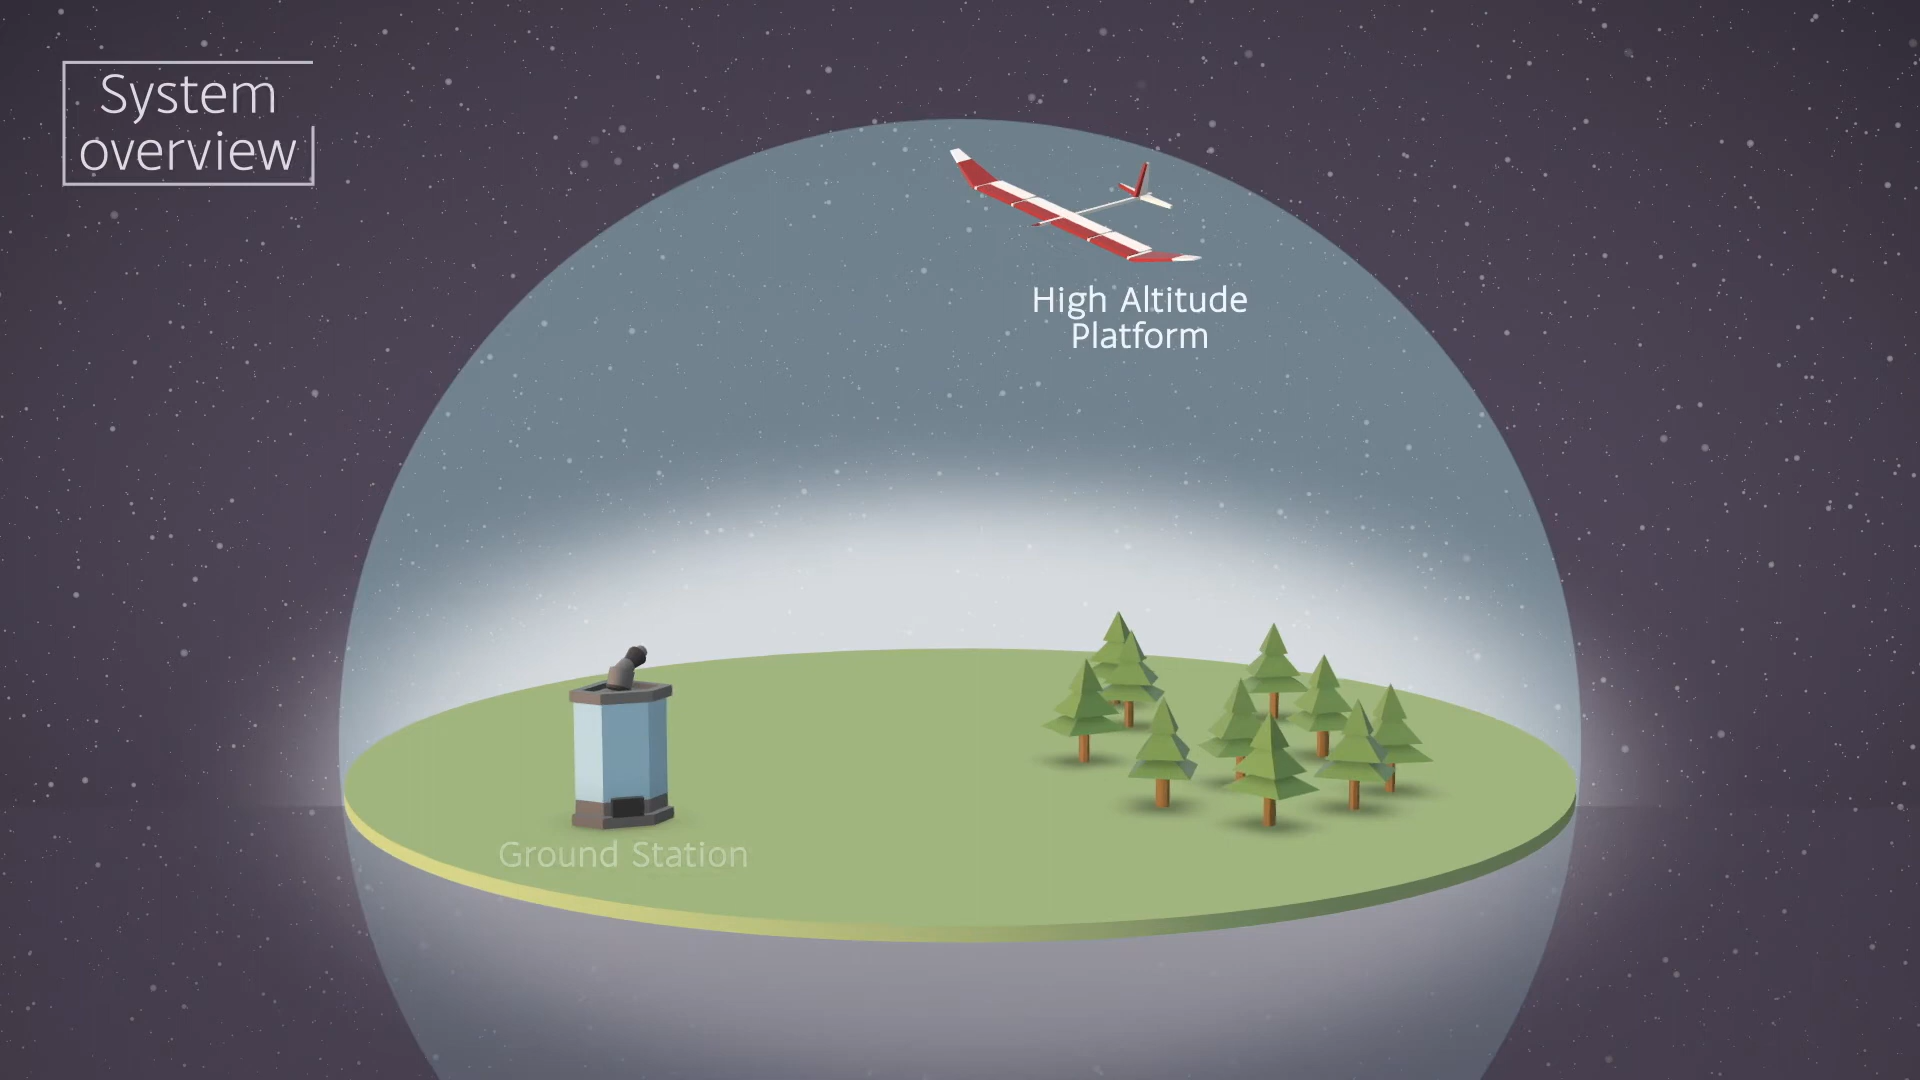 System
overview
High Altitude
Platform
Ground Station